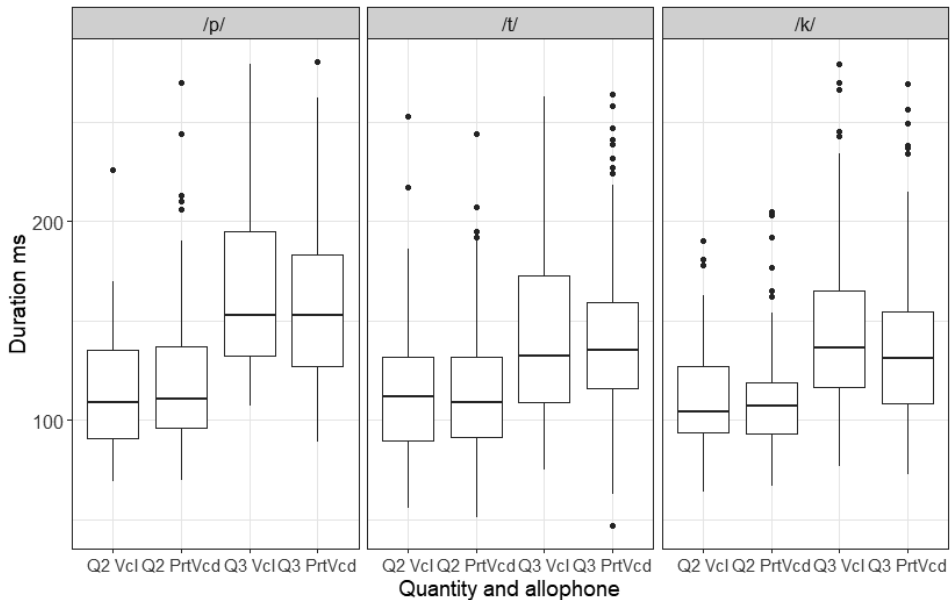 /p/ /t/ /k/
Duration ms
200
100
Q2 Vcl Q2 PrtVcd Q3 Vcl Q3 PrtVcd Q2 Vcl Q2 PrtVcd Q3 Vcl Q3 PrtVcd Q2 Vcl Q2 PrtVcd Q3 Vcl Q3 PrtVcd
Quantity and allophone